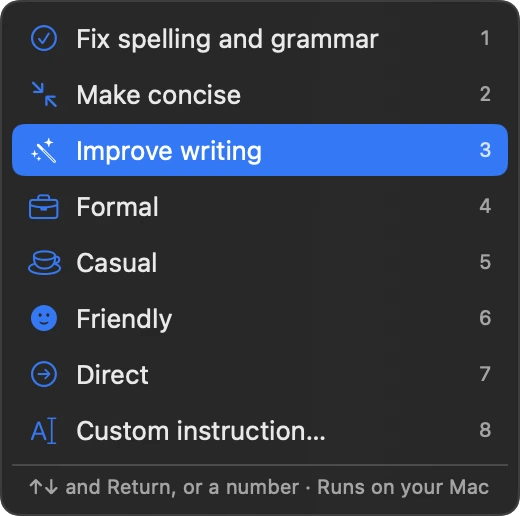 Fix spelling and grammar 1
Make concise 2
Improve writing 3
Formal 4
Casual 5
Friendly 6
Direct 7
Custom instruction... 8
↑↓ and Return, or a number · Runs on your Mac